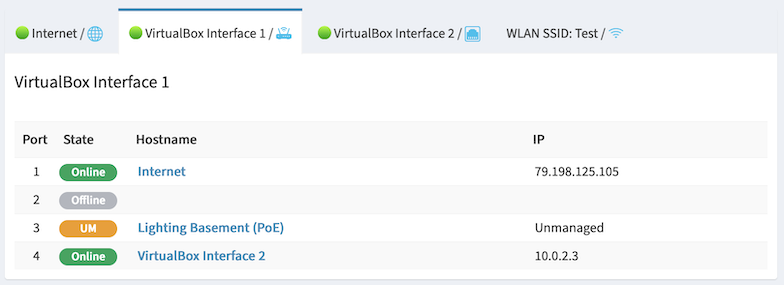 Internet / VirtualBox Interface 1 / VirtualBox Interface 2 / WLAN SSID: Test /
VirtualBox Interface 1
Port State Hostname IP
1 Online Internet 79.198.125.105
2 Offline
3 UM Lighting Basement (PoE) Unmanaged
4 Online VirtualBox Interface 2 10.0.2.3